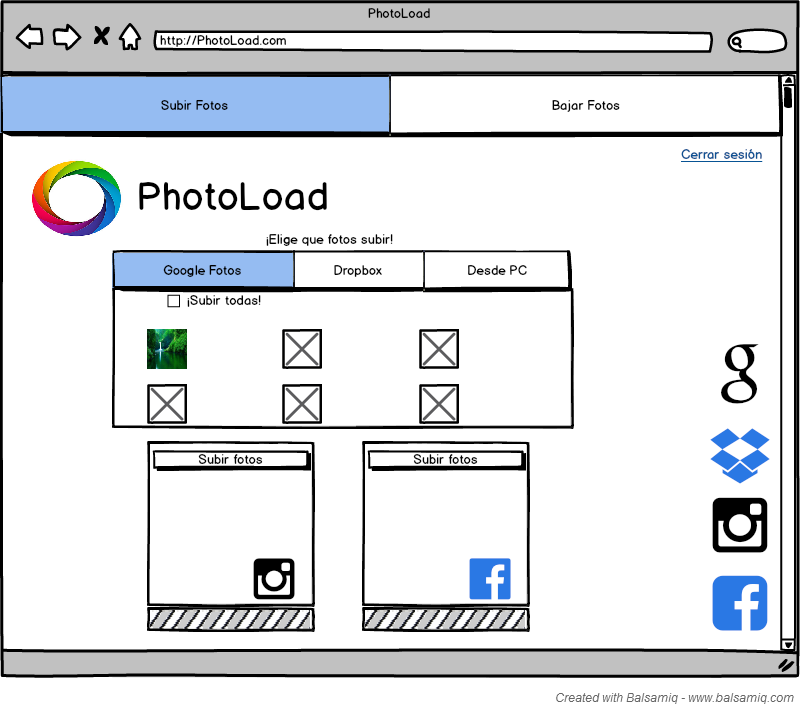 PhotoLoad
http://PhotoLoad.com
Subir Fotos
Bajar Fotos
Cerrar sesión
PhotoLoad
¡Elige que fotos subir!
Google Fotos
Dropbox
Desde PC
¡Subir todas!
Subir fotos
Subir fotos
Created with Balsamiq - www.balsamiq.com